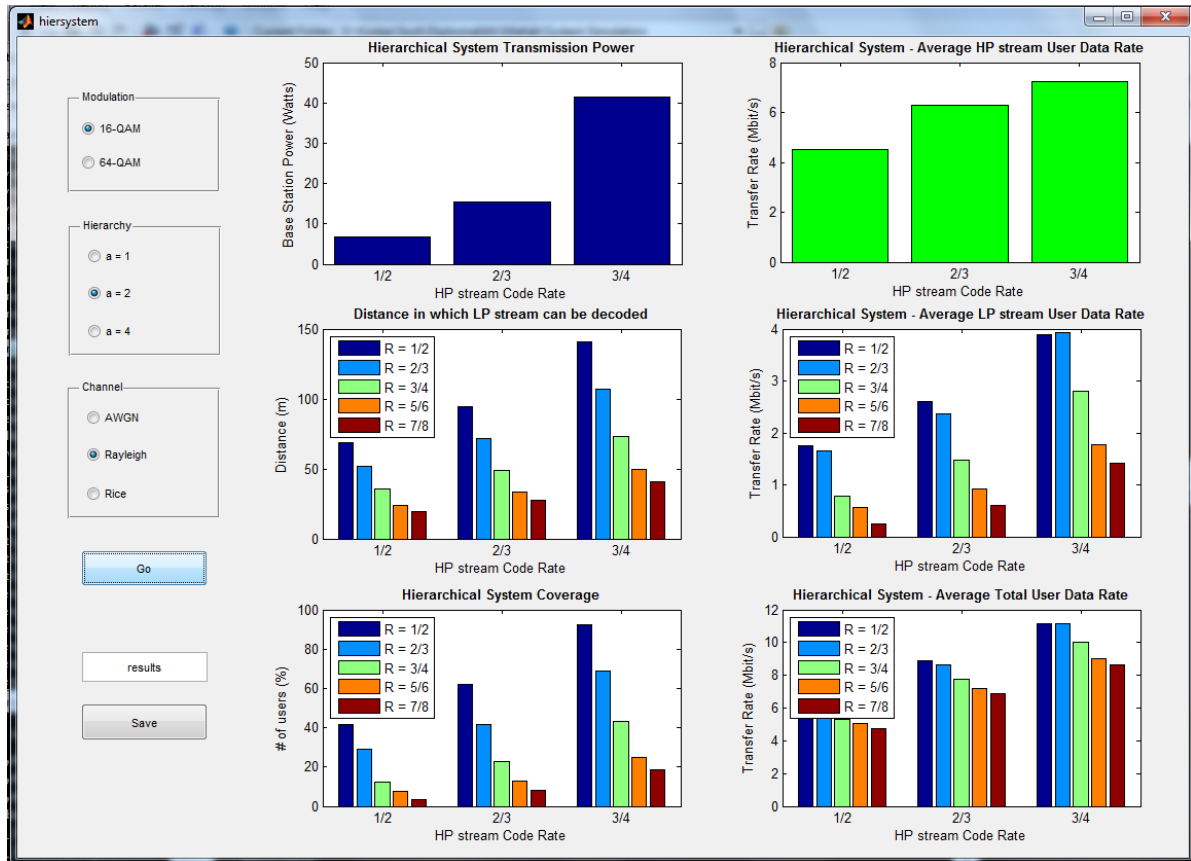 hiersystem
Modulation
16-QAM
64-QAM
Hierarchy
a = 1
a = 2
a = 4
Channel
AWGN
Rayleigh
Rice
Go
results
Save
Hierarchical System Transmission Power
Base Station Power (Watts)
50
40
30
20
10
0
1/2 2/3 3/4
HP stream Code Rate
Hierarchical System - Average HP stream User Data Rate
Transfer Rate (Mbit/s)
8
6
4
2
0
1/2 2/3 3/4
HP stream Code Rate
Distance in which LP stream can be decoded
Distance (m)
150
100
50
0
R = 1/2
R = 2/3
R = 3/4
R = 5/6
R = 7/8
1/2 2/3 3/4
HP stream Code Rate
Hierarchical System - Average LP stream User Data Rate
Transfer Rate (Mbit/s)
4
3
2
1
0
R = 1/2
R = 2/3
R = 3/4
R = 5/6
R = 7/8
1/2 2/3 3/4
HP stream Code Rate
Hierarchical System Coverage
# of users (%)
100
80
60
40
20
0
R = 1/2
R = 2/3
R = 3/4
R = 5/6
R = 7/8
1/2 2/3 3/4
HP stream Code Rate
Hierarchical System - Average Total User Data Rate
Transfer Rate (Mbit/s)
12
10
8
6
4
2
0
R = 1/2
R = 2/3
R = 3/4
R = 5/6
R = 7/8
1/2 2/3 3/4
HP stream Code Rate